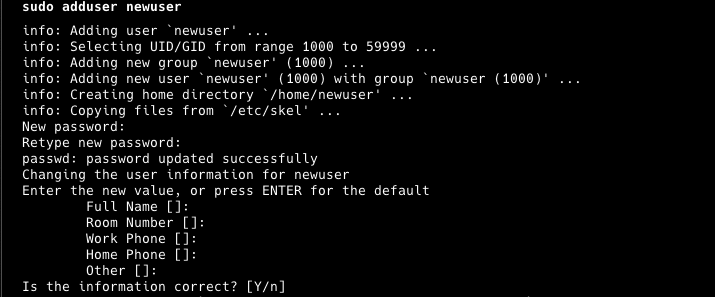 sudo adduser newuser
info: Adding user `newuser' ...
info: Selecting UID/GID from range 1000 to 59999 ...
info: Adding new group `newuser' (1000) ...
info: Adding new user `newuser' (1000) with group `newuser (1000)' ...
info: Creating home directory `/home/newuser' ...
info: Copying files from `/etc/skel' ...
New password:
Retype new password:
passwd: password updated successfully
Changing the user information for newuser
Enter the new value, or press ENTER for the default
        Full Name []:
        Room Number []:
        Work Phone []:
        Home Phone []:
        Other []:
Is the information correct? [Y/n]